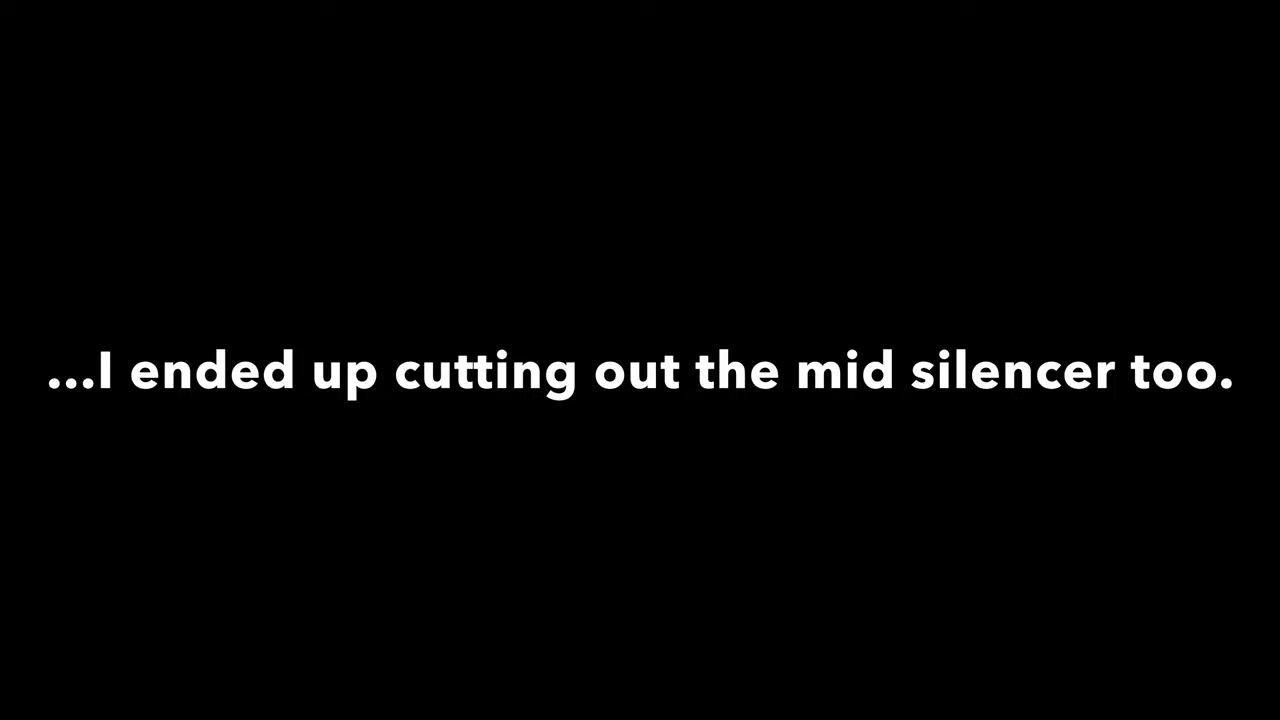 ...I ended up cutting out the mid silencer too.